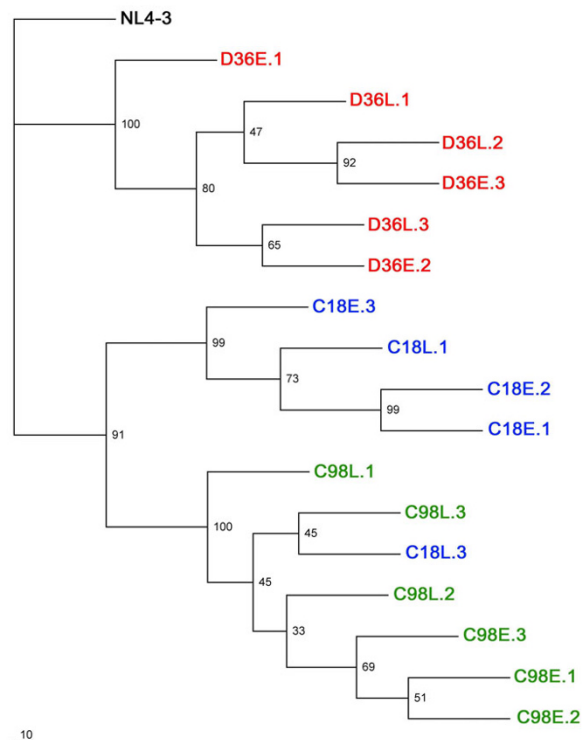 NL4-3
D36E.1
D36L.1
100
47
D36L.2
92
D36E.3
80
D36L.3
65
D36E.2
C18E.3
99
C18L.1
73
C18E.2
99
C18E.1
91
C98L.1
C98L.3
100
45
C18L.3
45
C98L.2
33
C98E.3
69
C98E.1
51
C98E.2
10